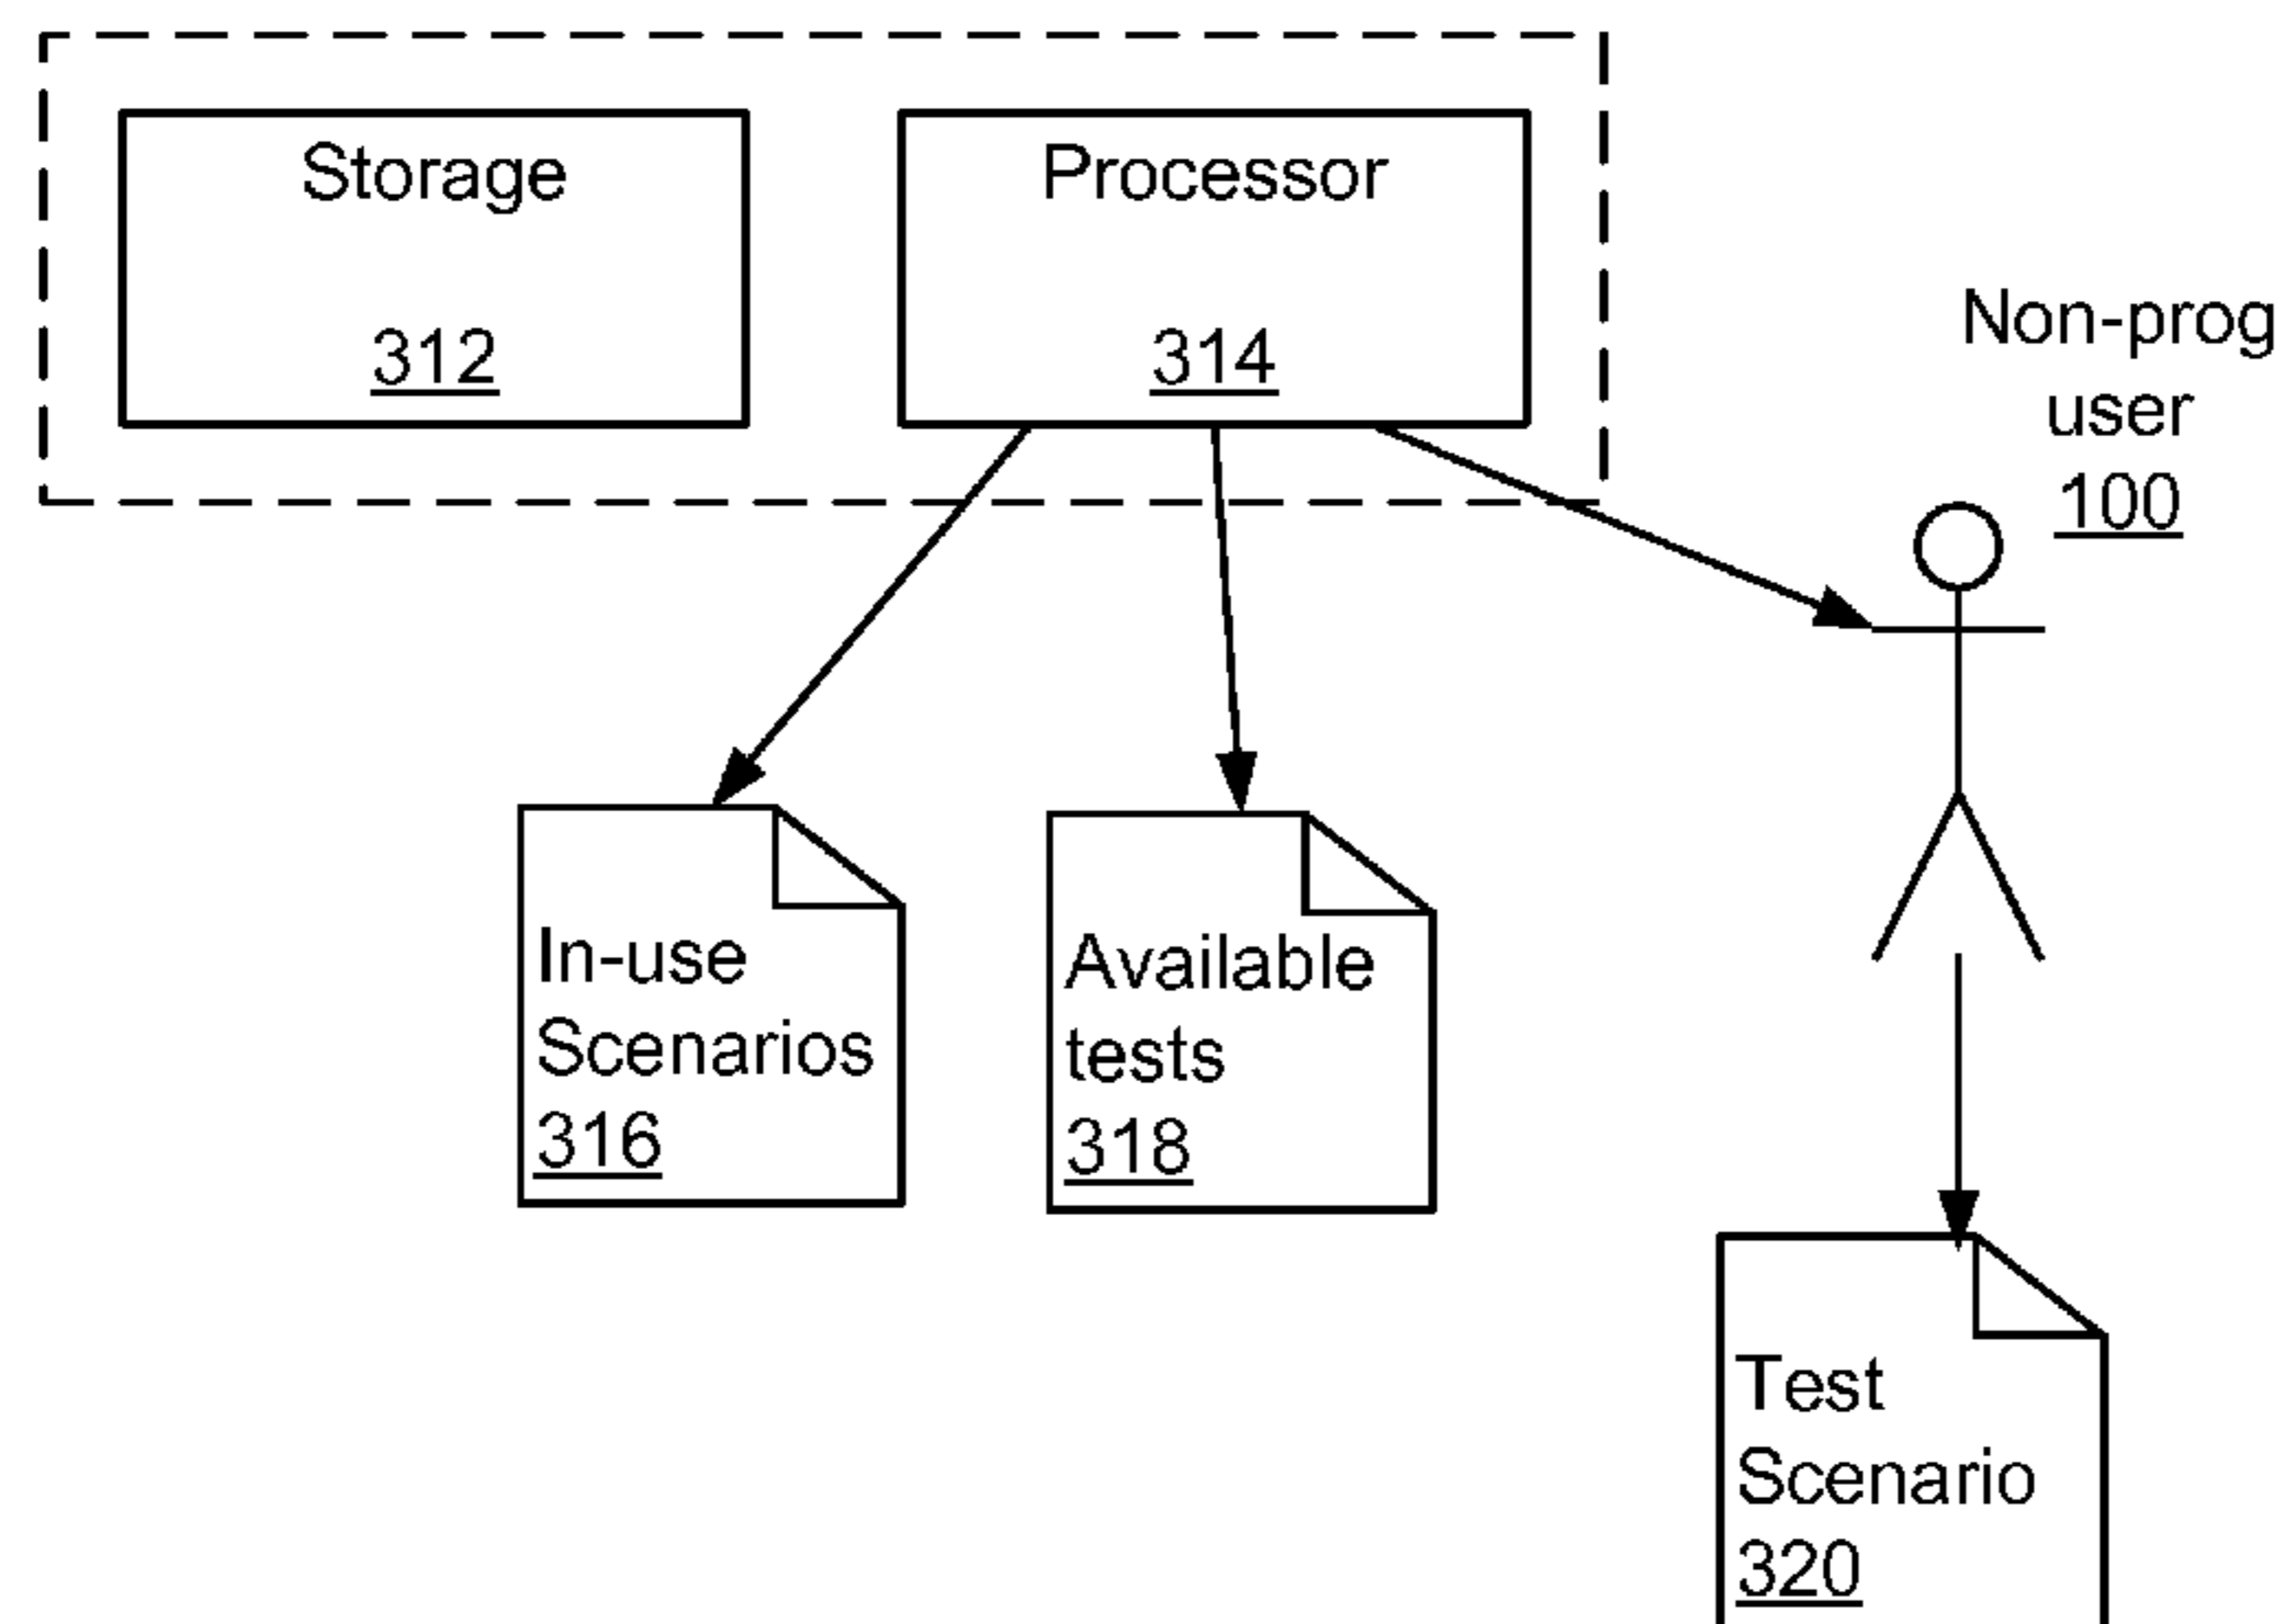 Storage
312
Processor
314
Non-prog
user
100
In-use
Scenarios
316
Available
tests
318
Test
Scenario
320